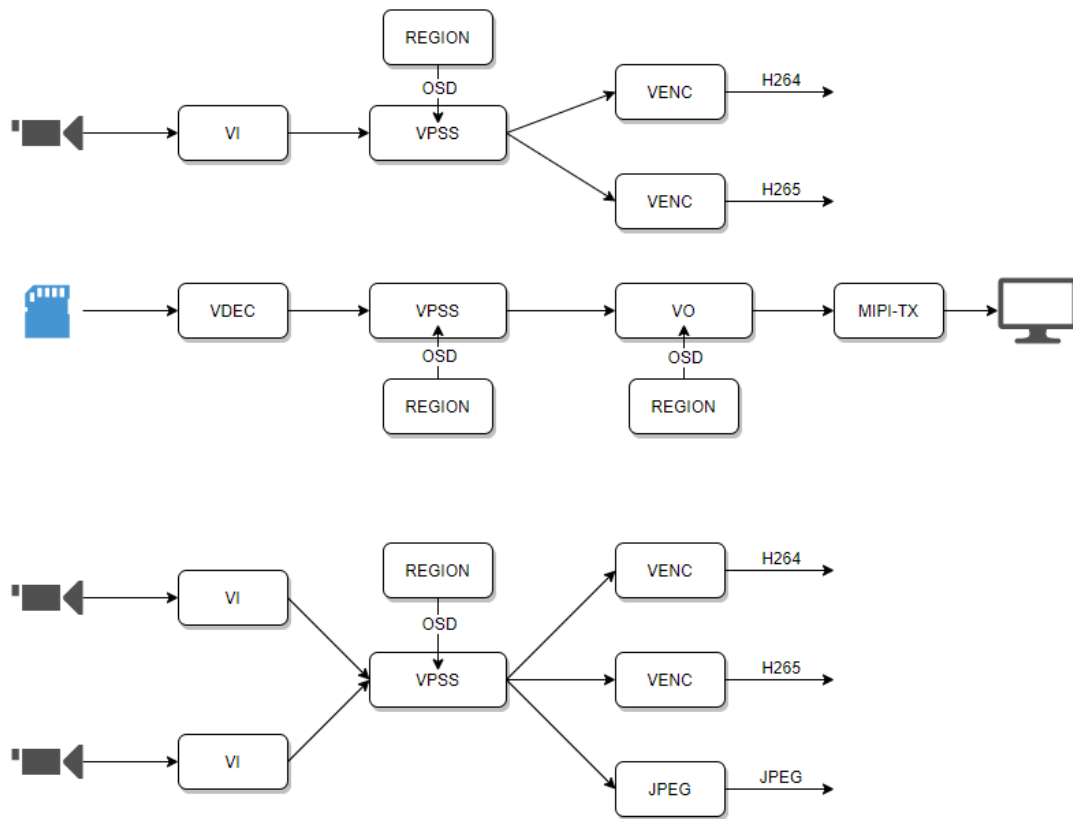 REGION
OSD
VI
VPSS
VENC
H264
VENC
H265
VDEC
VPSS
VO
MIPI-TX
OSD
OSD
REGION
REGION
REGION
OSD
VI
VPSS
VI
VENC
H264
VENC
H265
JPEG
JPEG